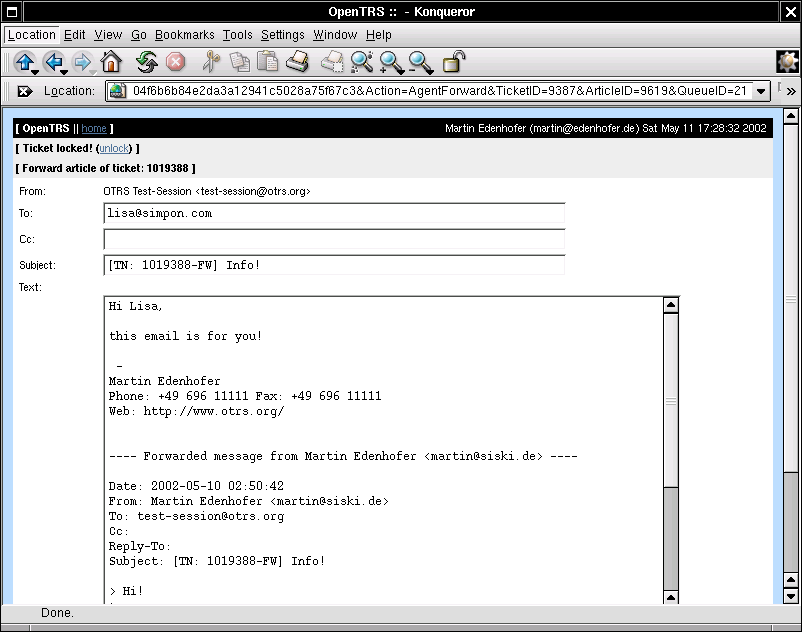 OpenTRS :: - Konqueror
Location Edit View Go Bookmarks Tools Settings Window Help
Location: 04f6b6b84e2da3a12941c5028a75f67c3&Action=AgentForward&TicketID=9387&ArticleID=9619&QueueID=21
[ OpenTRS || home ] Martin Edenhofer (martin@edenhofer.de) Sat May 11 17:28:32 2002
[ Ticket locked! (unlock) ]
[ Forward article of ticket: 1019388 ]
From: OTRS Test-Session <test-session@otrs.org>
To: lisa@simpon.com
Cc:
Subject: [TN: 1019388-FW] Info!
Text:
Hi Lisa,
this email is for you!
-
Martin Edenhofer
Phone: +49 696 11111 Fax: +49 696 11111
Web: http://www.otrs.org/
---- Forwarded message from Martin Edenhofer <martin@siski.de> ----
Date: 2002-05-10 02:50:42
From: Martin Edenhofer <martin@siski.de>
To: test-session@otrs.org
Cc:
Reply-To:
Subject: [TN: 1019388-FW] Info!
> Hi!
Done.